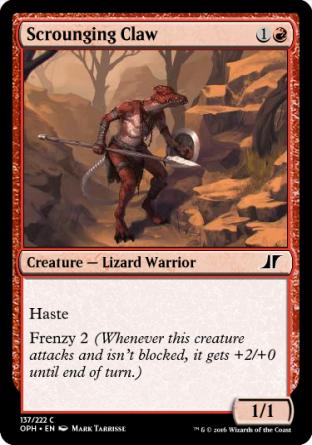 Scrounging Claw 1
Creature — Lizard Warrior
Haste
Frenzy 2 (Whenever this creature
attacks and isn't blocked, it gets +2/+0
until end of turn.)
1/1
137/222 C
OPH • EN Mark Tarrisse
™ & © 2016 Wizards of the Coast